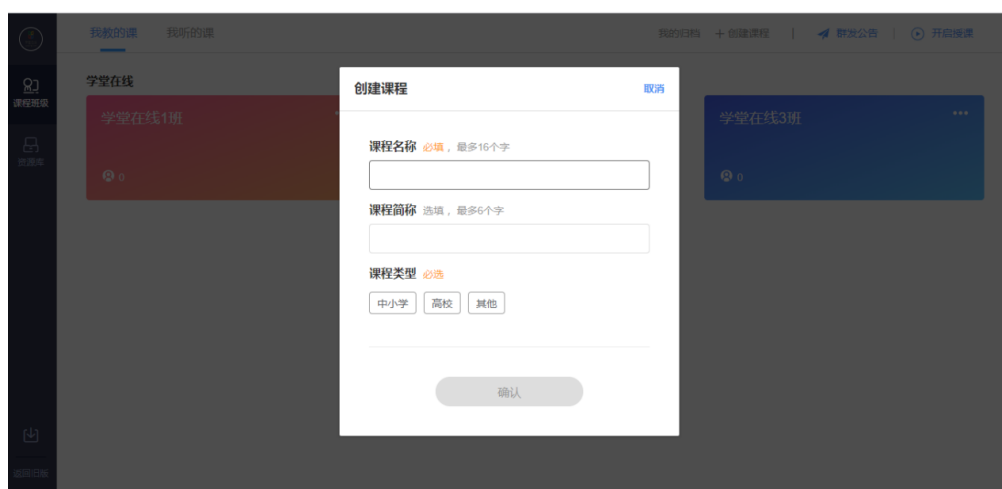 我教的课 我听的课 我的归档 + 创建课程 | 群发公告 | 开启授课
课程班级
资源库
返回旧版
学堂在线
学堂在线1班
0
学堂在线3班 •••
0
创建课程 取消
课程名称 必填，最多16个字
课程简称 选填，最多6个字
课程类型 必选
中小学 高校 其他
确认